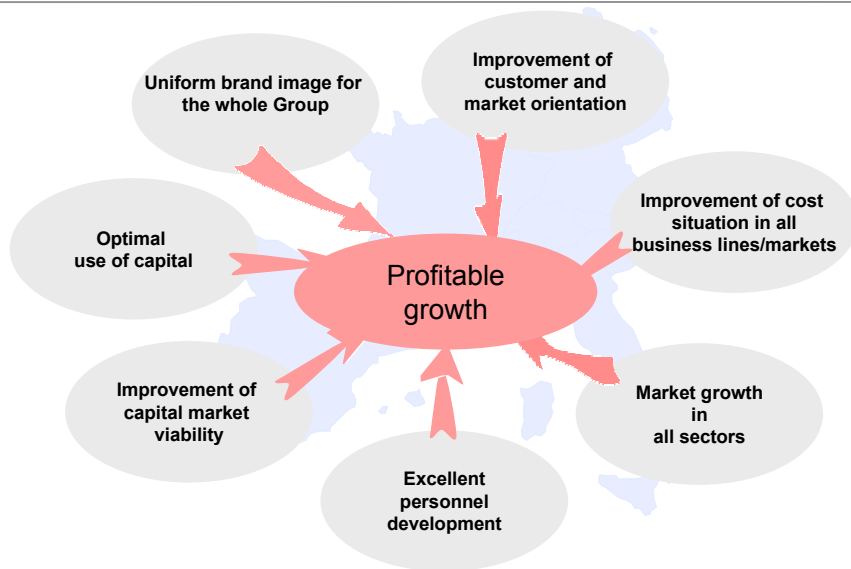 Uniform brand image for
the whole Group
Improvement of
customer and
market orientation
Improvement of cost
situation in all
business lines/markets
Optimal
use of capital
Profitable
growth
Improvement of
capital market
viability
Market growth
in
all sectors
Excellent
personnel
development